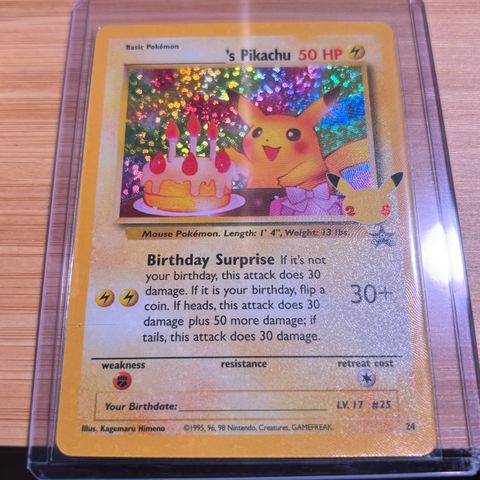 Basic Pokémon
's Pikachu 50 HP
25
Mouse Pokémon. Length: 1' 4", Weight: 13 lbs.
Birthday Surprise If it's not
your birthday, this attack does 30
damage. If it is your birthday, flip a
coin. If heads, this attack does 30
damage plus 50 more damage; if
tails, this attack does 30 damage.
30+
weakness resistance retreat cost
Your Birthdate: LV. 17 #25
Illus. Kagemaru Himeno ©1995, 96, 98 Nintendo, Creatures, GAMEFREAK. 24